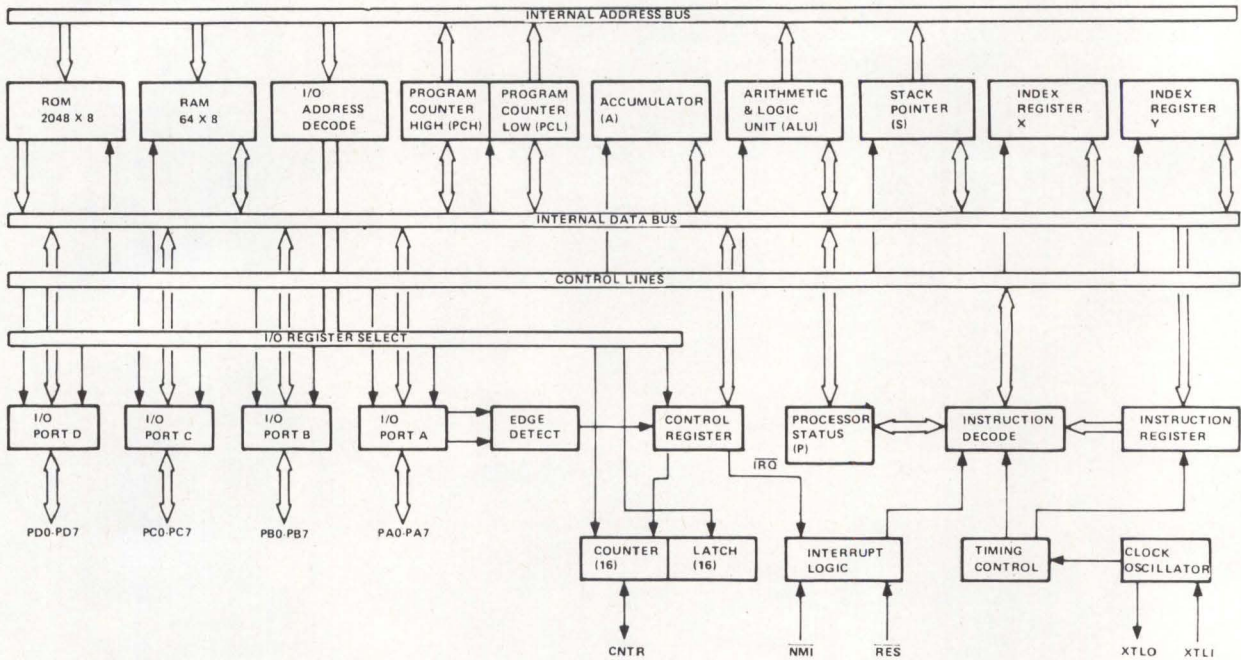 INTERNAL ADDRESS BUS
ROM
2048 X 8
RAM
64 X 8
I/O
ADDRESS
DECODE
PROGRAM
COUNTER
HIGH (PCH)
PROGRAM
COUNTER
LOW (PCL)
ACCUMULATOR
(A)
ARITHMETIC
& LOGIC
UNIT (ALU)
STACK
POINTER
(S)
INDEX
REGISTER
X
INDEX
REGISTER
Y
INTERNAL DATA BUS
CONTROL LINES
I/O REGISTER SELECT
I/O
PORT D
I/O
PORT C
I/O
PORT B
I/O
PORT A
EDGE
DETECT
CONTROL
REGISTER
PROCESSOR
STATUS (P)
INSTRUCTION
DECODE
INSTRUCTION
REGISTER
IRQ
PD0-PD7
PC0-PC7
PB0-PB7
PA0-PA7
COUNTER
(16)
LATCH
(16)
INTERRUPT
LOGIC
TIMING
CONTROL
CLOCK
OSCILLATOR
CNTR
NMI
RES
XTLO
XTLI